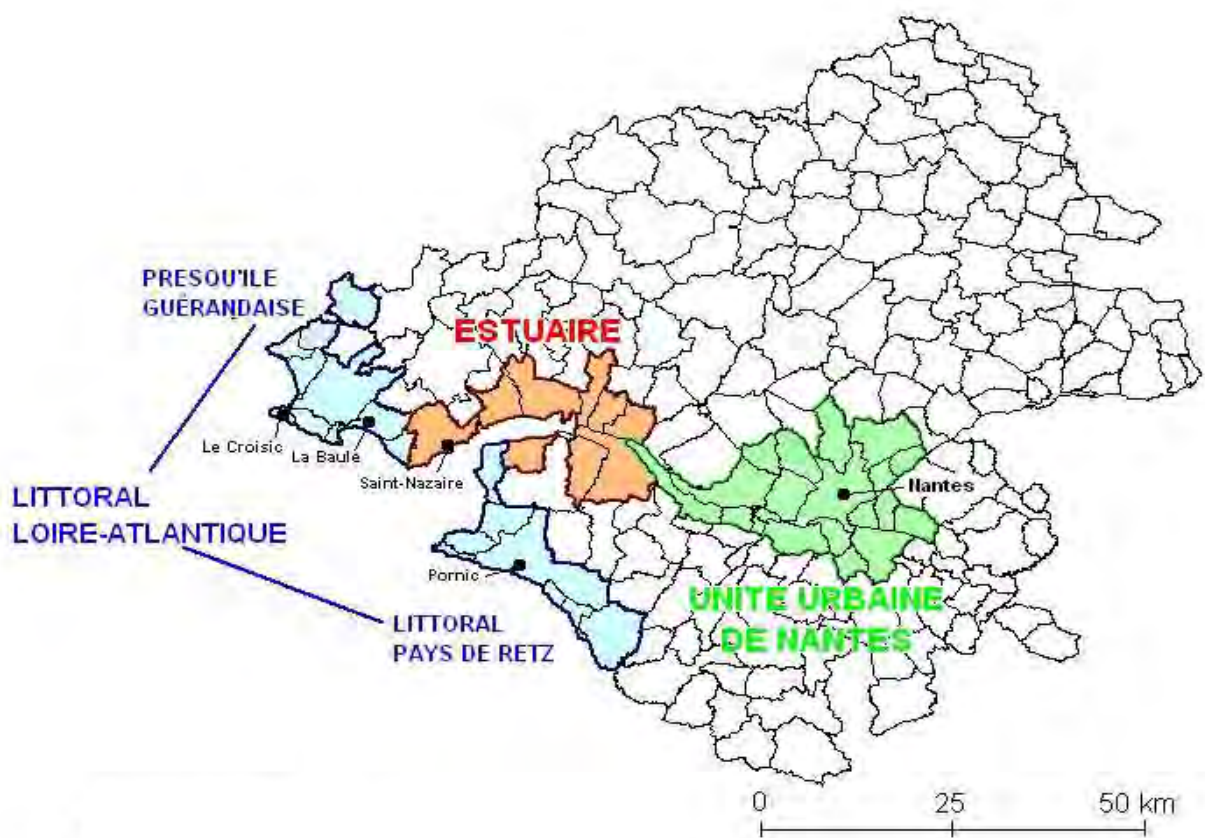 PRESQU'ILE
GUÉRANDAISE
ESTUAIRE
Le Croisic
La Baule
Saint-Nazaire
Nantes
LITTORAL
LOIRE-ATLANTIQUE
Pornic
UNITE URBAINE
DE NANTES
LITTORAL
PAYS DE RETZ
0 25 50 km